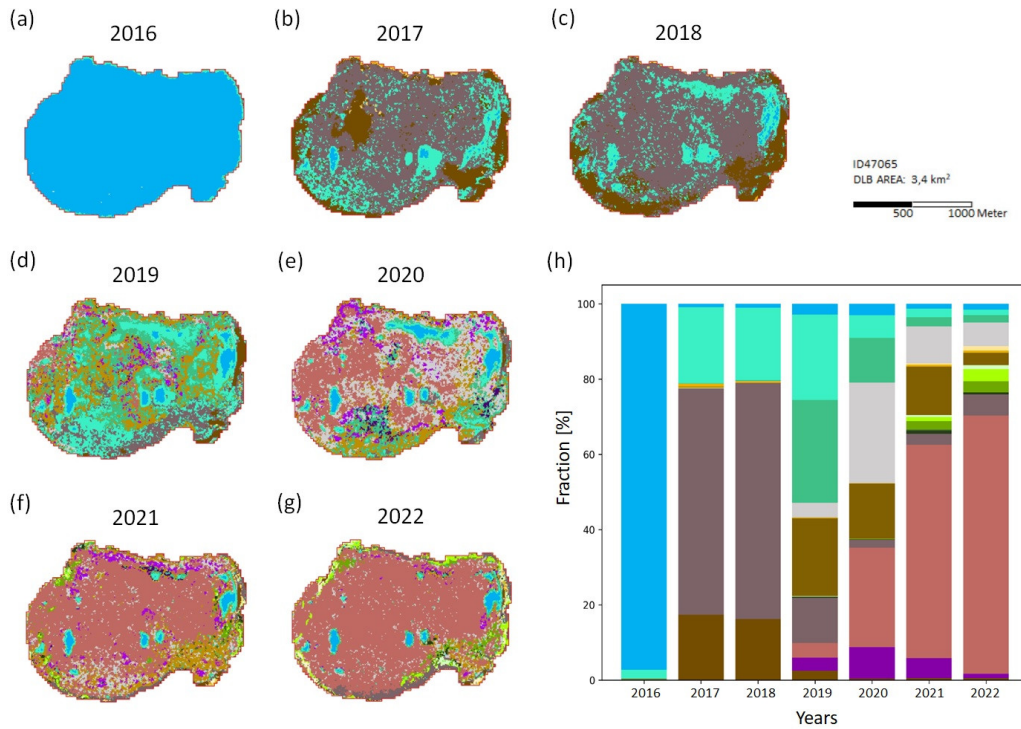 (a)
2016
(b)
2017
(c)
2018
ID47065
DLB AREA: 3,4 km²
500
1000 Meter
(d)
2019
(e)
2020
(h)
(f)
2021
(g)
2022
Fraction [%]
100
80
60
40
20
0
2016 2017 2018 2019 2020 2021 2022
Years